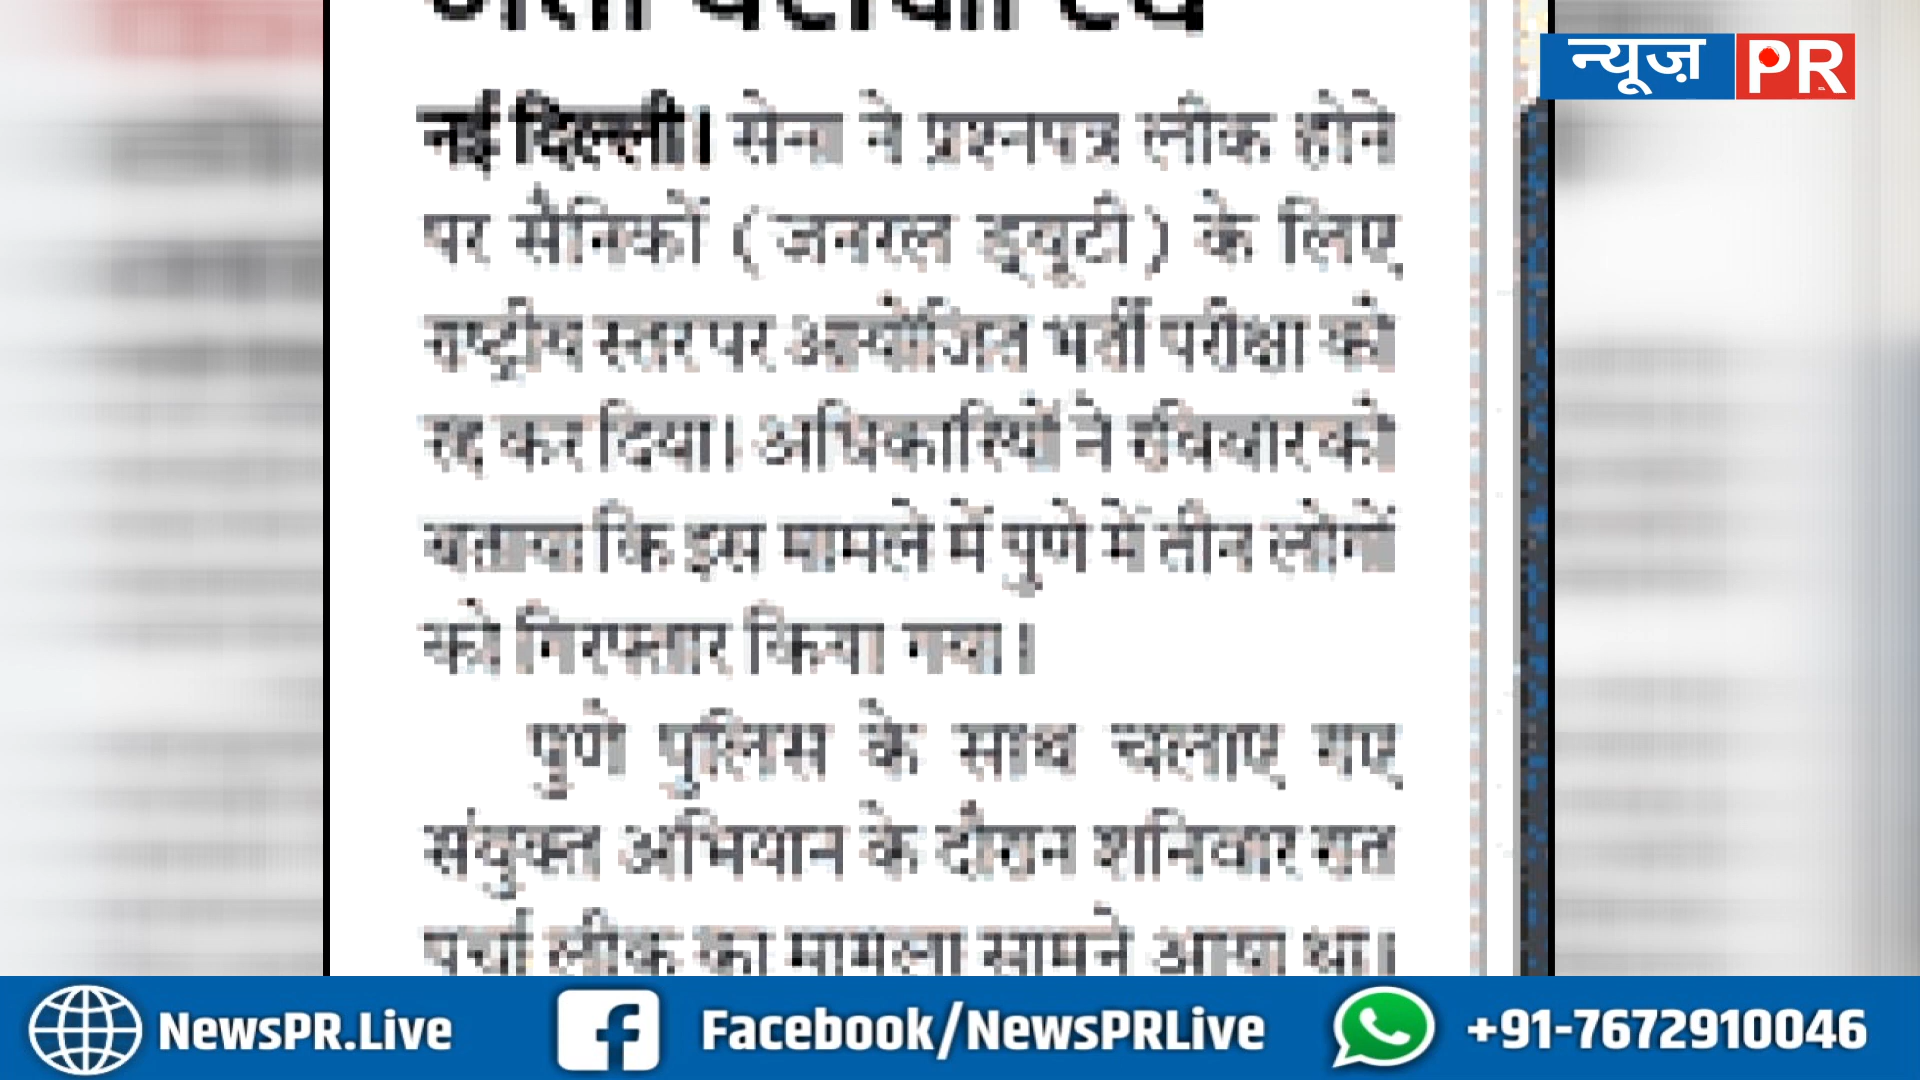 न्यूज़ PR
नई दिल्ली। सेना ने प्रश्नपत्र लीक होने
पर सैनिकों (जनरल ड्यूटी) के लिए
राष्ट्रीय स्तर पर आयोजित भर्ती परीक्षा को
रद्द कर दिया। अधिकारियों ने रविवार को
बताया कि इस मामले में पुणे में तीन लोगों
को गिरफ्तार किया गया।
पुणे पुलिस के साथ चलाए गए
संयुक्त अभियान के दौरान शनिवार रात
पर्चा लीक का मामला सामने आया था।
NewsPR.Live
Facebook/NewsPRLive
+91-7672910046